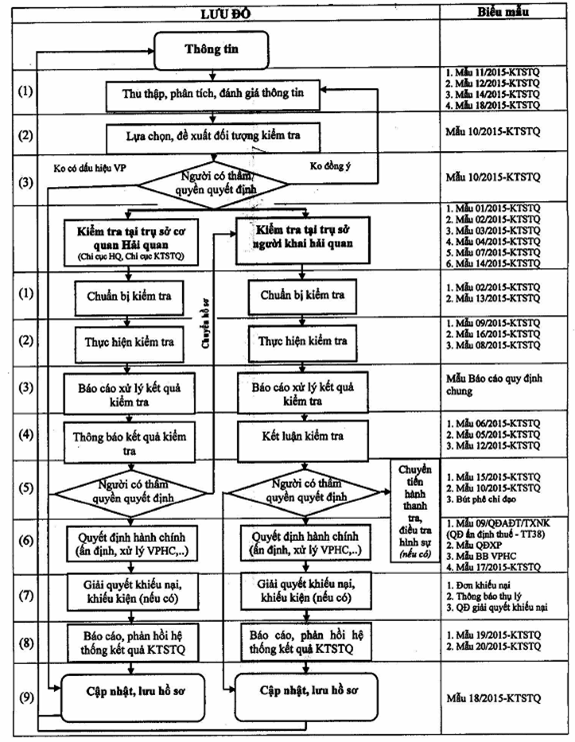 LƯU ĐỒ
Biểu mẫu
Thông tin
(1)
Thu thập, phân tích, đánh giá thông tin
1. Mẫu 11/2015-KTSTQ
2. Mẫu 12/2015-KTSTQ
3. Mẫu 14/2015-KTSTQ
4. Mẫu 18/2015-KTSTQ
(2)
Lựa chọn, đề xuất đối tượng kiểm tra
Mẫu 10/2015-KTSTQ
Ko có dấu hiệu VP
Ko đồng ý
(3)
Người có thẩm
quyền quyết định
Mẫu 10/2015-KTSTQ
Kiểm tra tại trụ sở cơ
quan Hải quan
(Chi cục HQ, Chi cục KTSTQ)
Kiểm tra tại trụ sở
người khai hải quan
1. Mẫu 01/2015-KTSTQ
2. Mẫu 02/2015-KTSTQ
3. Mẫu 03/2015-KTSTQ
4. Mẫu 04/2015-KTSTQ
5. Mẫu 07/2015-KTSTQ
6. Mẫu 14/2015-KTSTQ
Chuyển hồ sơ
(1)
Chuẩn bị kiểm tra
Chuẩn bị kiểm tra
1. Mẫu 02/2015-KTSTQ
2. Mẫu 13/2015-KTSTQ
(2)
Thực hiện kiểm tra
Thực hiện kiểm tra
1. Mẫu 09/2015-KTSTQ
2. Mẫu 16/2015-KTSTQ
3. Mẫu 08/2015-KTSTQ
(3)
Báo cáo xử lý kết quả
kiểm tra
Báo cáo xử lý kết quả
kiểm tra
Mẫu Báo cáo quy định
chung
(4)
Thông báo kết quả kiểm
tra
Kết luận kiểm tra
1. Mẫu 06/2015-KTSTQ
2. Mẫu 05/2015-KTSTQ
3. Mẫu 12/2015-KTSTQ
(5)
Người có thẩm
quyền quyết định
Người có thẩm
quyền quyết định
Chuyển
tiến
hành
thanh
tra,
điều tra
hình sự
(nếu có)
1. Mẫu 15/2015-KTSTQ
2. Mẫu 10/2015-KTSTQ
3. Bút phê chỉ đạo
(6)
Quyết định hành chính
(ấn định, xử lý VPHC,..)
Quyết định hành chính
(ấn định, xử lý VPHC,..)
1. Mẫu 09/QĐAĐT/TXNK
(QĐ ấn định thuế - TT38)
2. Mẫu QĐXP
3. Mẫu BB VPHC
4. Mẫu 17/2015-KTSTQ
(7)
Giải quyết khiếu nại,
khiếu kiện (nếu có)
Giải quyết khiếu nại,
khiếu kiện (nếu có)
1. Đơn khiếu nại
2. Thông báo thụ lý
3. QĐ giải quyết khiếu nại
(8)
Báo cáo, phản hồi hệ
thống kết quả KTSTQ
Báo cáo, phản hồi hệ
thống kết quả KTSTQ
1. Mẫu 19/2015-KTSTQ
2. Mẫu 20/2015-KTSTQ
(9)
Cập nhật, lưu hồ sơ
Cập nhật, lưu hồ sơ
Mẫu 18/2015-KTSTQ